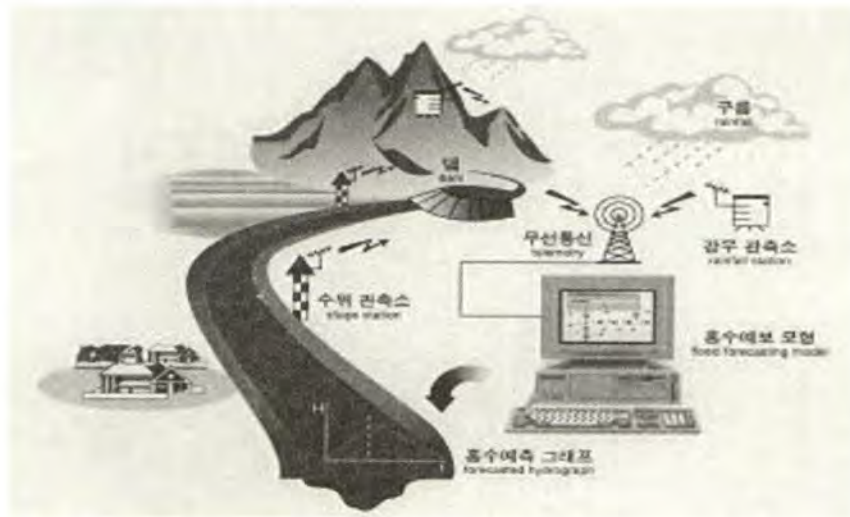 구름
rainfall
댐
dam
무선통신
telemetry
강우 관측소
rainfall station
수위 관측소
stage station
홍수예보 모형
flood forecasting model
H
홍수예측 그래프
forecasted hydrograph